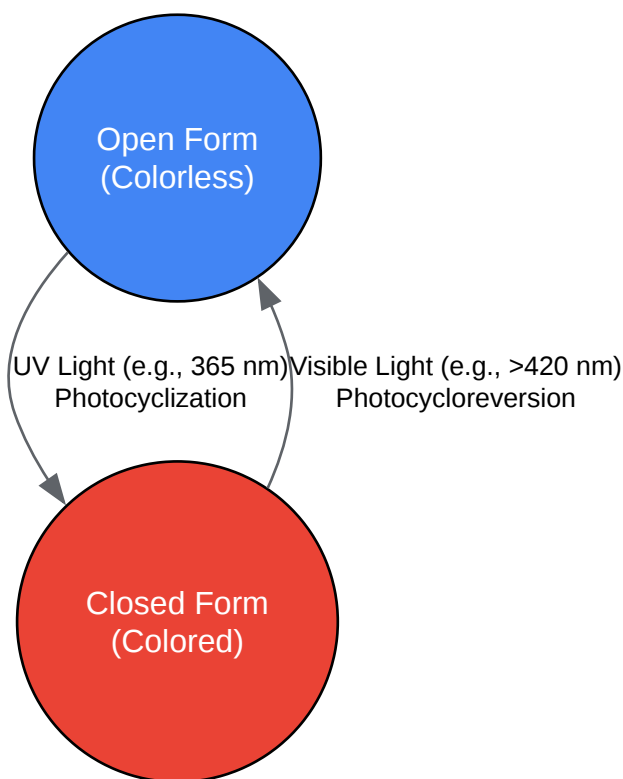 Open Form
(Colorless)
UV Light (e.g., 365 nm)
Photocyclization
Visible Light (e.g., >420 nm)
Photocycloreversion
Closed Form
(Colored)